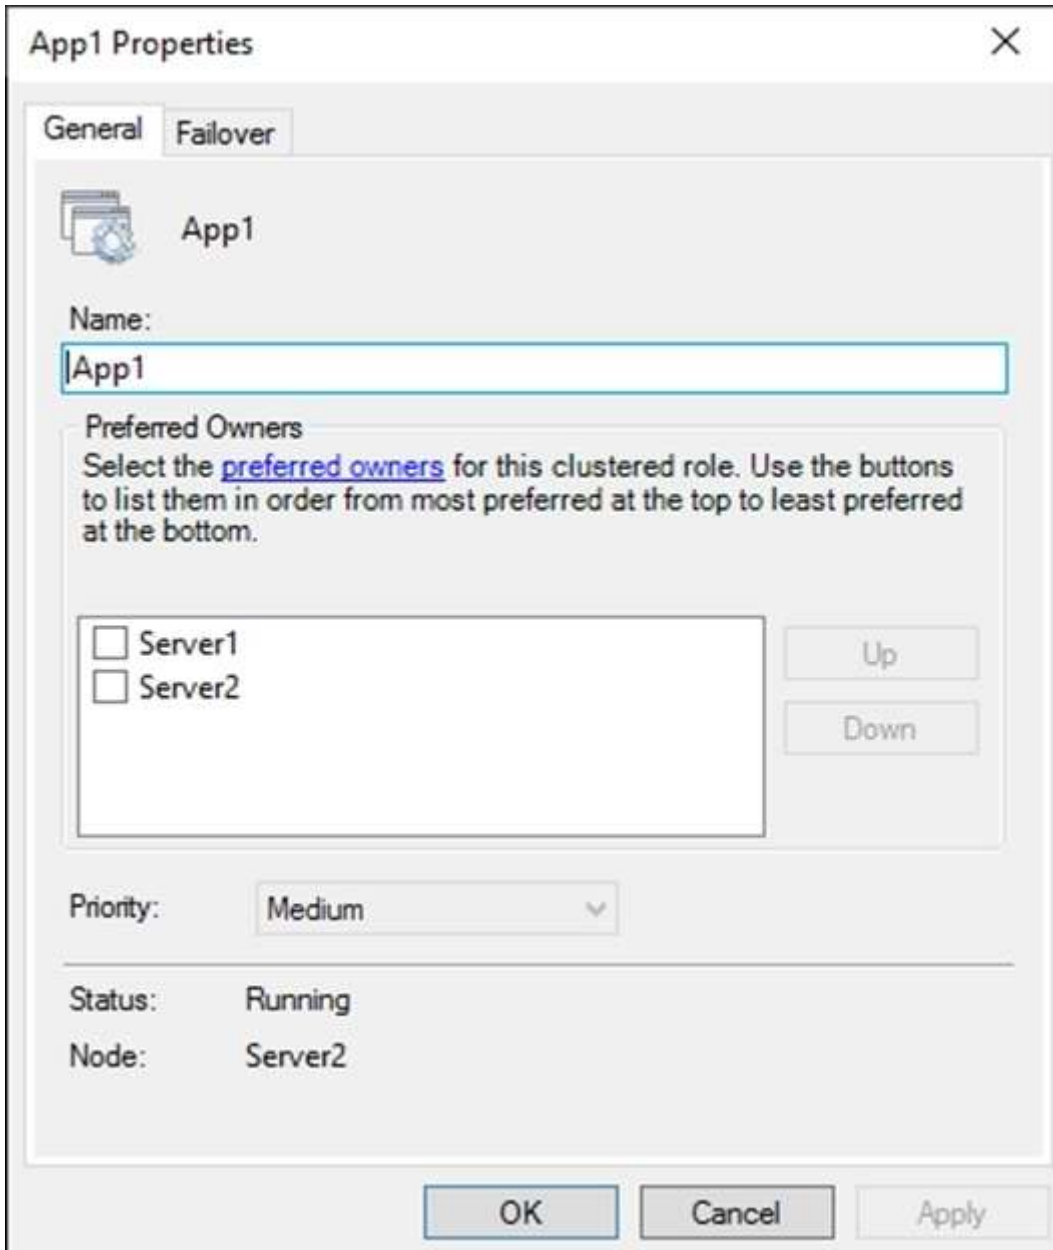 App1 Properties
General
Failover
App1
Name:
App1
Preferred Owners
Select the preferred owners for this clustered role. Use the buttons
to list them in order from most preferred at the top to least preferred
at the bottom.
Server1
Server2
Up
Down
Priority:
Medium
Status:
Running
Node:
Server2
OK
Cancel
Apply